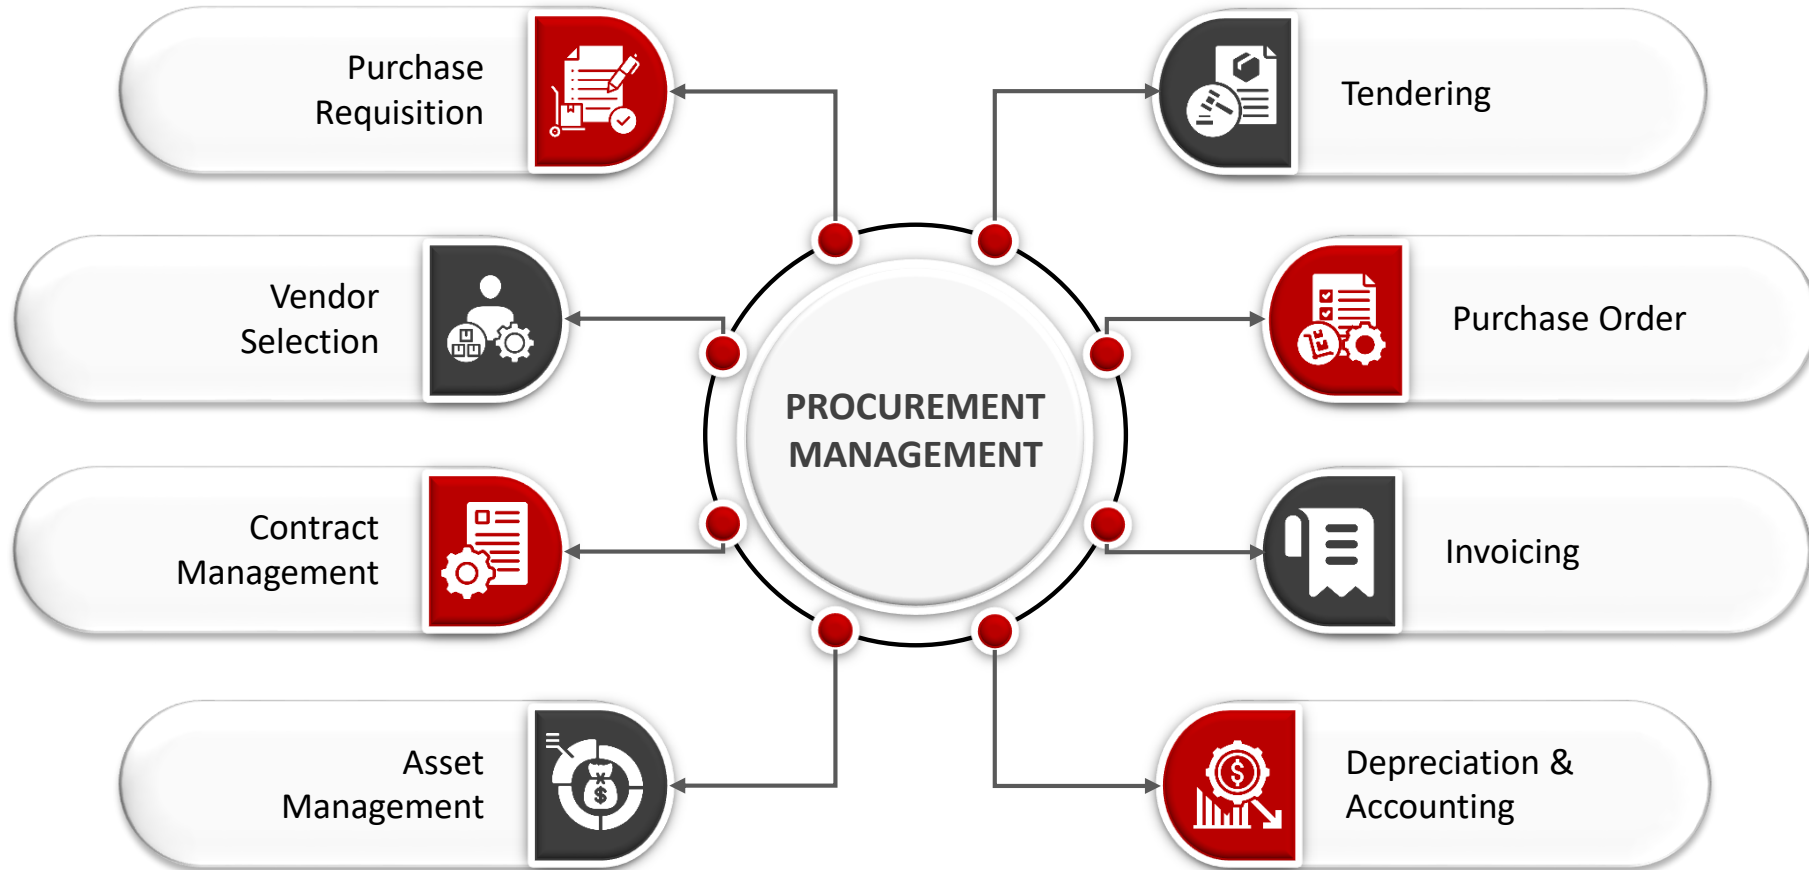 Purchase
Requisition
Tendering
Vendor
Selection
Purchase Order
PROCUREMENT
MANAGEMENT
Contract
Management
Invoicing
Asset
Management
Depreciation &
Accounting